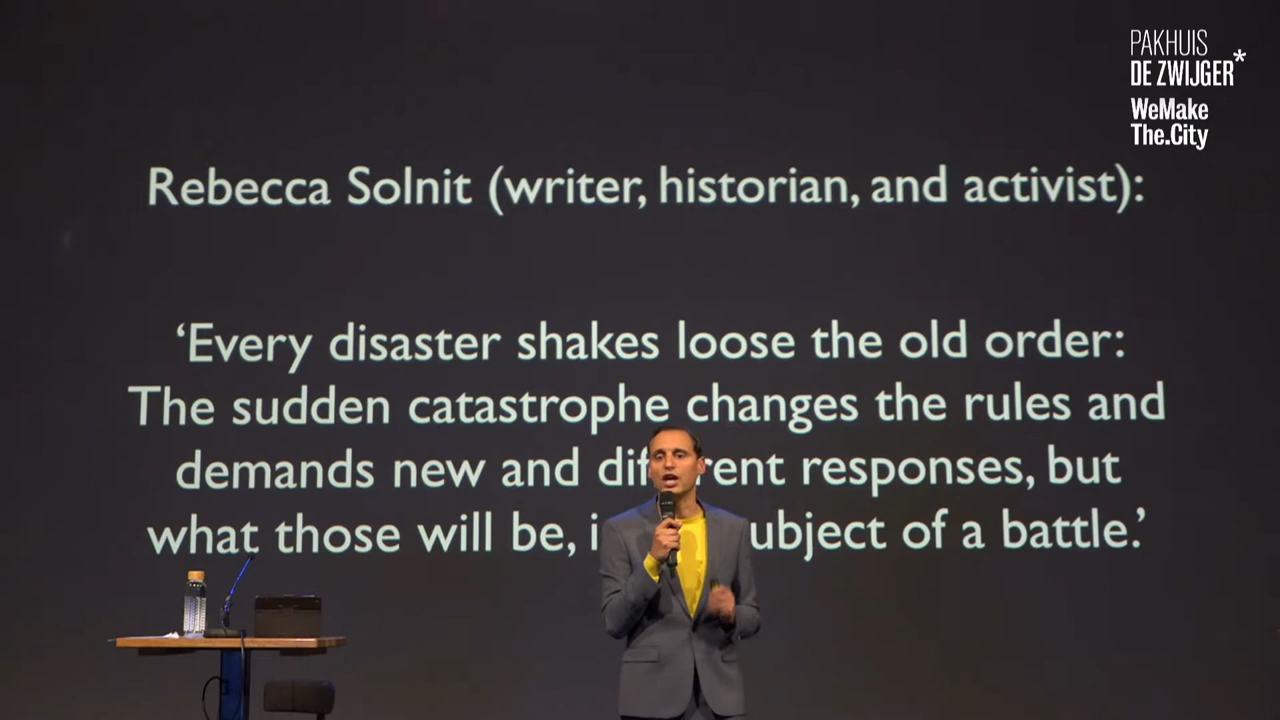 PAKHUIS
DE ZWIJGER*
WeMake
The.City
Rebecca Solnit (writer, historian, and activist):
‘Every disaster shakes loose the old order:
The sudden catastrophe changes the rules and
demands new and rent responses, but
what those will be, of a battle.’